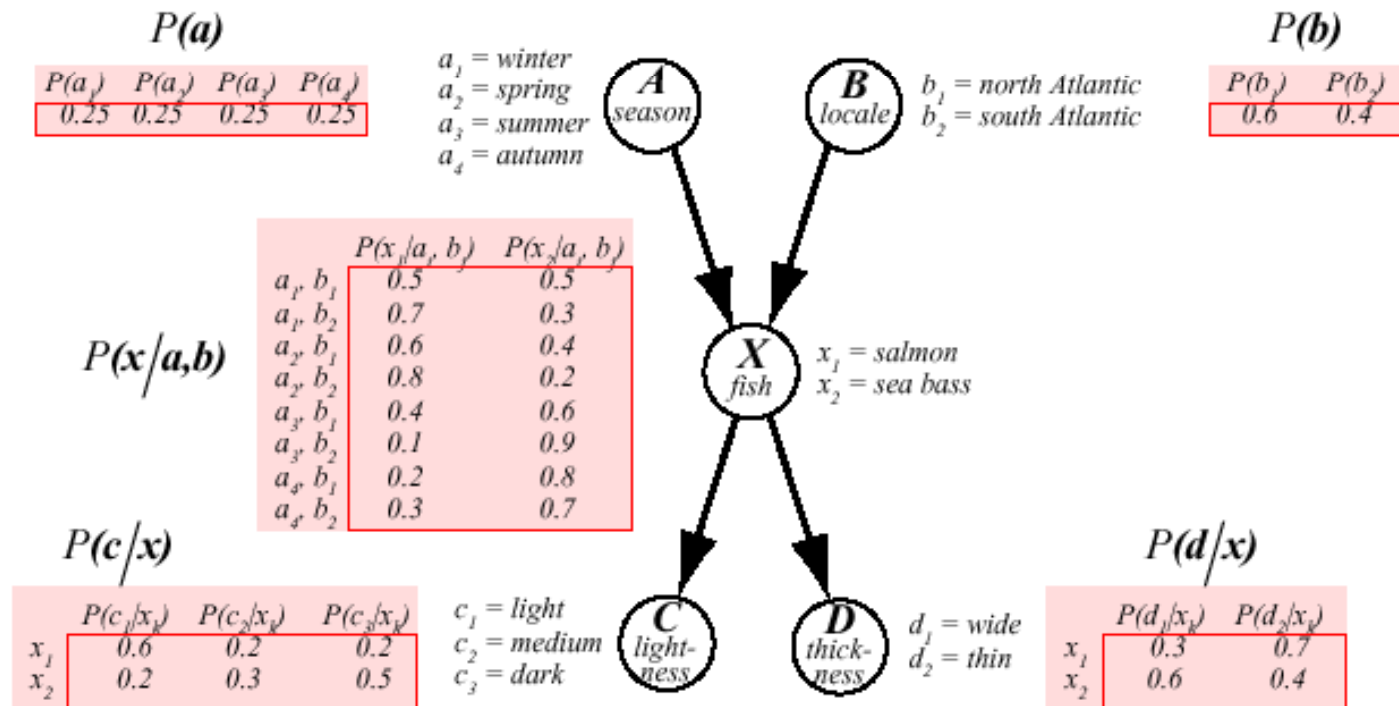 P(a)
P(a₁) P(a₂) P(a₃) P(a₄)
0.25 0.25 0.25 0.25
a₁ = winter
a₂ = spring
a₃ = summer
a₄ = autumn
A
season
B
locale
b₁ = north Atlantic
b₂ = south Atlantic
P(b)
P(b₁) P(b₂)
0.6 0.4
P(x|a,b)
P(x₁|aᵢ, bⱼ) P(x₂|aᵢ, bⱼ)
a₁, b₁ 0.5 0.5
a₁, b₂ 0.7 0.3
a₂, b₁ 0.6 0.4
a₂, b₂ 0.8 0.2
a₃, b₁ 0.4 0.6
a₃, b₂ 0.1 0.9
a₄, b₁ 0.2 0.8
a₄, b₂ 0.3 0.7
X
fish
x₁ = salmon
x₂ = sea bass
P(c|x)
P(c₁|xₖ) P(c₂|xₖ) P(c₃|xₖ)
x₁ 0.6 0.2 0.2
x₂ 0.2 0.3 0.5
c₁ = light
c₂ = medium
c₃ = dark
C
light-
ness
D
thick-
ness
d₁ = wide
d₂ = thin
P(d|x)
P(d₁|xₖ) P(d₂|xₖ)
x₁ 0.3 0.7
x₂ 0.6 0.4